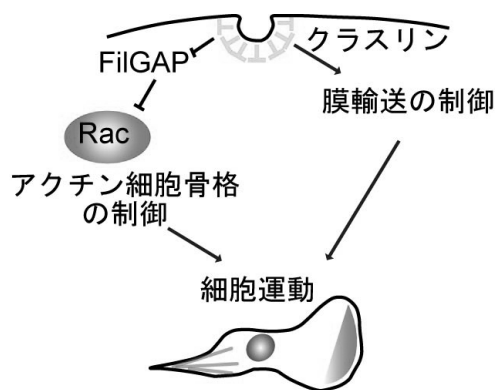 クラスリン
FilGAP
膜輸送の制御
Rac
アクチン細胞骨格
の制御
細胞運動